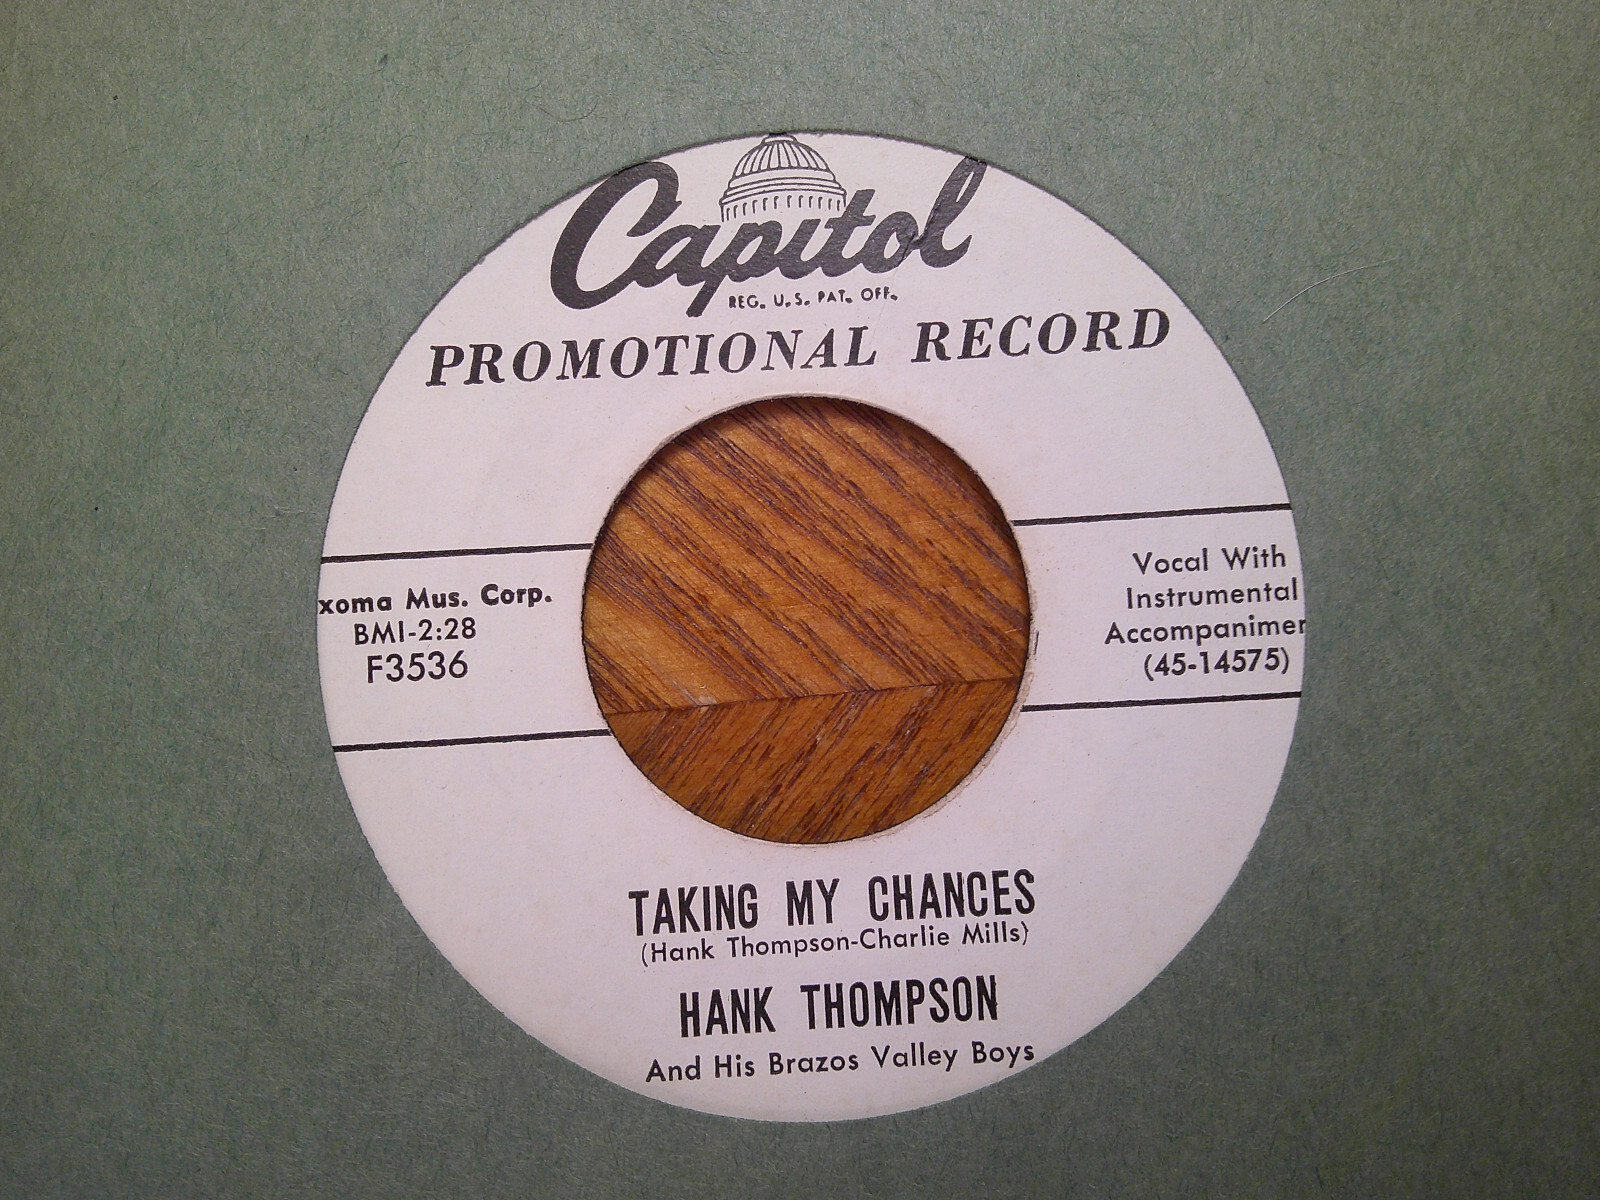 Capitol
REG. U.S. PAT. OFF.
PROMOTIONAL RECORD
xoma Mus. Corp.
BMI-2:28
F3536
Vocal With
Instrumental
Accompanimen
(45-14575)
TAKING MY CHANCES
(Hank Thompson-Charlie Mills)
HANK THOMPSON
And His Brazos Valley Boys